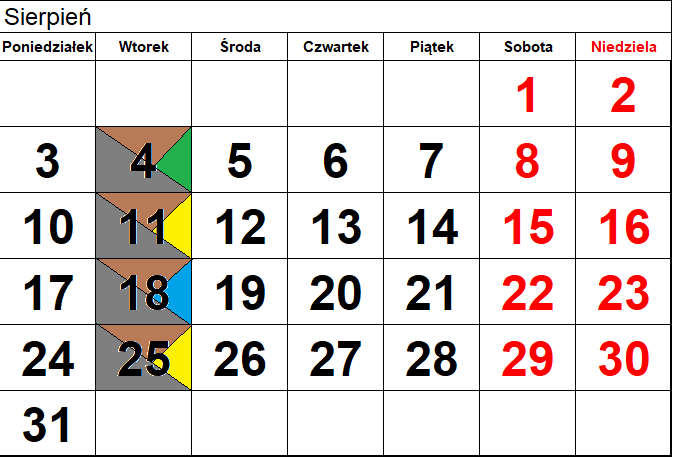 Sierpień
Poniedziałek Wtorek Środa Czwartek Piątek Sobota Niedziela
1 2
3 4 5 6 7 8 9
10 11 12 13 14 15 16
17 18 19 20 21 22 23
24 25 26 27 28 29 30
31